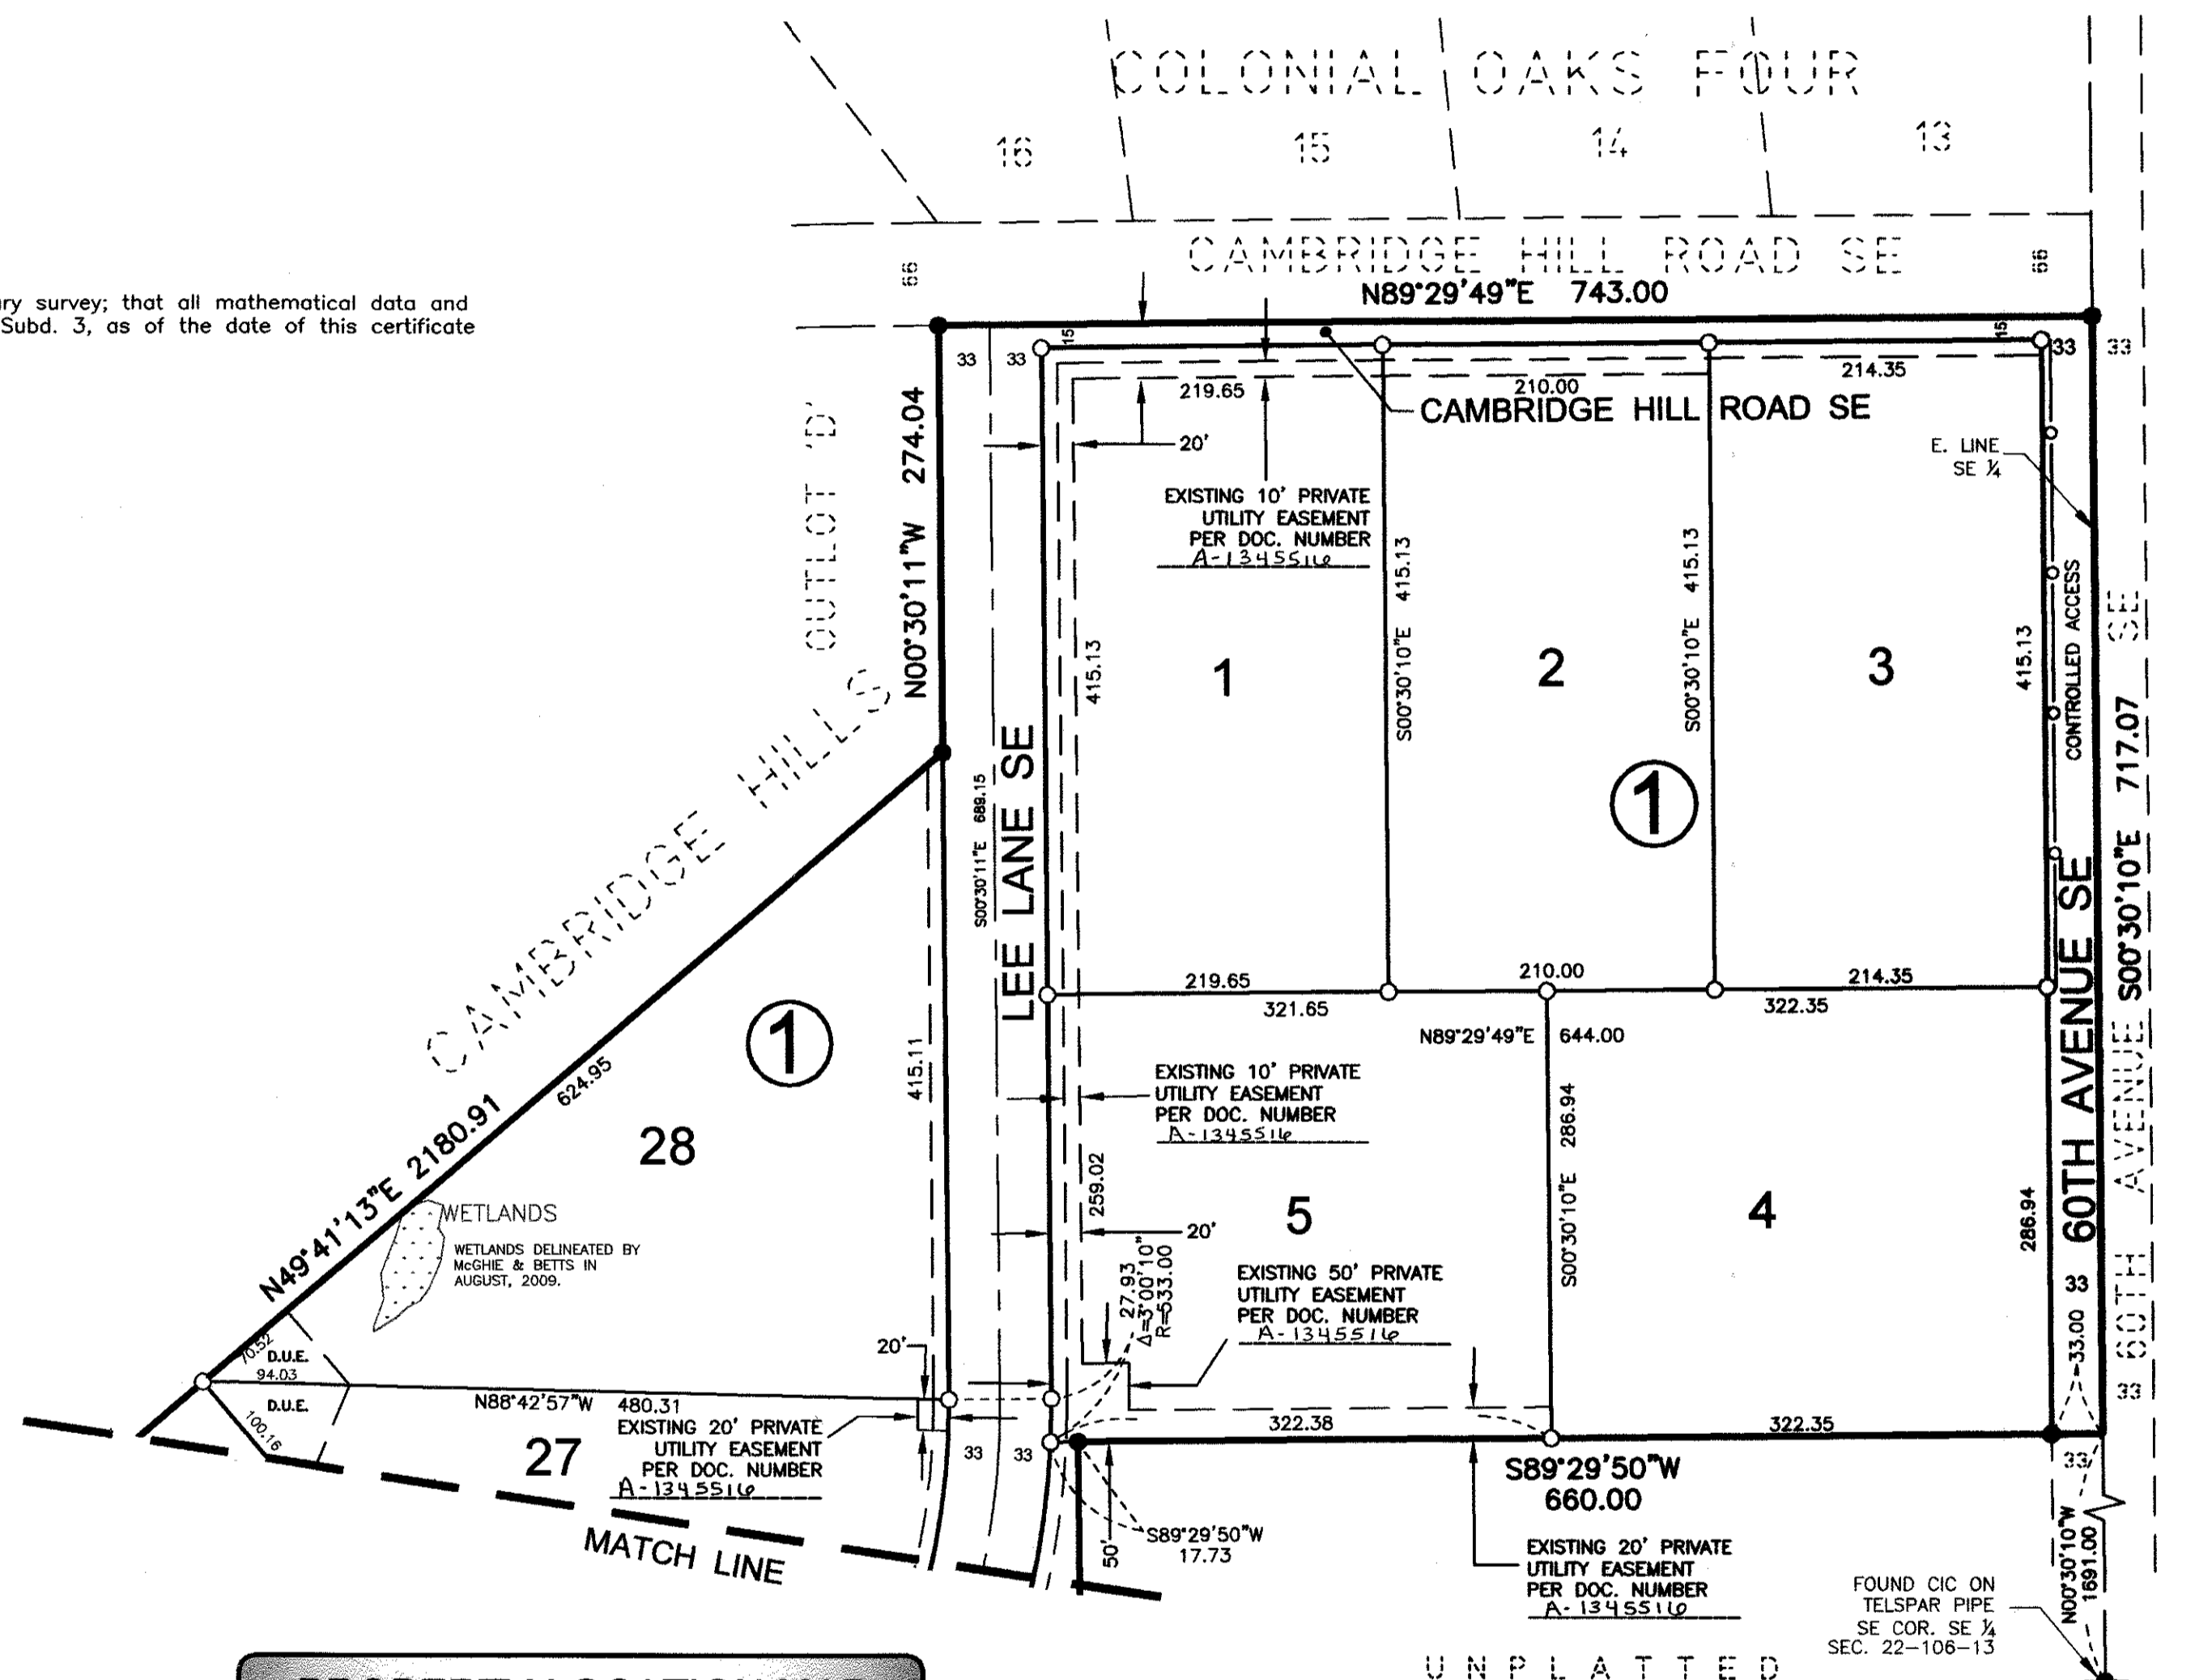 COLONIAL OAKS FOUR
16
15
14
13
CAMBRIDGE HILL ROAD SE
66
66
N89°29'49"E 743.00
ry survey; that all mathematical data and
Subd. 3, as of the date of this certificate
33
33
15
15
33
33
219.65
210.00
214.35
CAMBRIDGE HILL ROAD SE
20'
E. LINE
SE ¼
EXISTING 10' PRIVATE
UTILITY EASEMENT
PER DOC. NUMBER
A-1345516
OUTLOT 'D'
N00°30'11"W 274.04
415.13
S00°30'10"E 415.13
S00°30'10"E 415.13
415.13
CONTROLLED ACCESS
1
2
3
1
CAMBRIDGE HILLS
S00°30'11"E 689.15
LEE LANE SE
60TH AVENUE SE
S00°30'10"E 717.07
60TH AVENUE SE
219.65
210.00
214.35
321.65
322.35
N89°29'49"E 644.00
1
415.11
624.95
N49°41'13"E 2180.91
28
EXISTING 10' PRIVATE
UTILITY EASEMENT
PER DOC. NUMBER
A-1345516
S00°30'10"E 286.94
286.94
259.02
20'
5
4
WETLANDS
WETLANDS DELINEATED BY
McGHIE & BETTS IN
AUGUST, 2009.
27.93
Δ=3°00'10"
R=533.00
EXISTING 50' PRIVATE
UTILITY EASEMENT
PER DOC. NUMBER
A-1345516
33
33.00
33
20'
70.52
D.U.E.
94.03
D.U.E.
100.16
N88°42'57"W 480.31
EXISTING 20' PRIVATE
UTILITY EASEMENT
PER DOC. NUMBER
A-1345516
27
33
33
322.38
322.35
33
S89°29'50"W
660.00
S89°29'50"W
17.73
50'
MATCH LINE
EXISTING 20' PRIVATE
UTILITY EASEMENT
PER DOC. NUMBER
A-1345516
N00°30'10"W
1691.00
FOUND CIC ON
TELSPAR PIPE
SE COR. SE ¼
SEC. 22-106-13
UNPLATTED